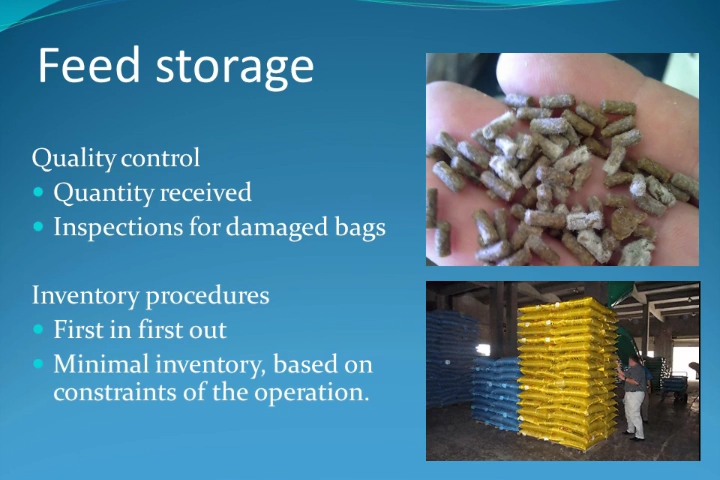 Feed storage
Quality control
Quantity received
Inspections for damaged bags
Inventory procedures
First in first out
Minimal inventory, based on
constraints of the operation.